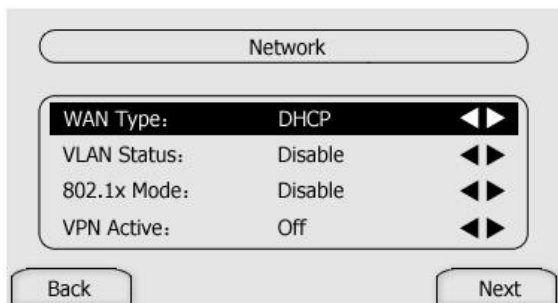 Network
WAN Type： DHCP
VLAN Status： Disable
802.1x Mode： Disable
VPN Active： Off
Back Next